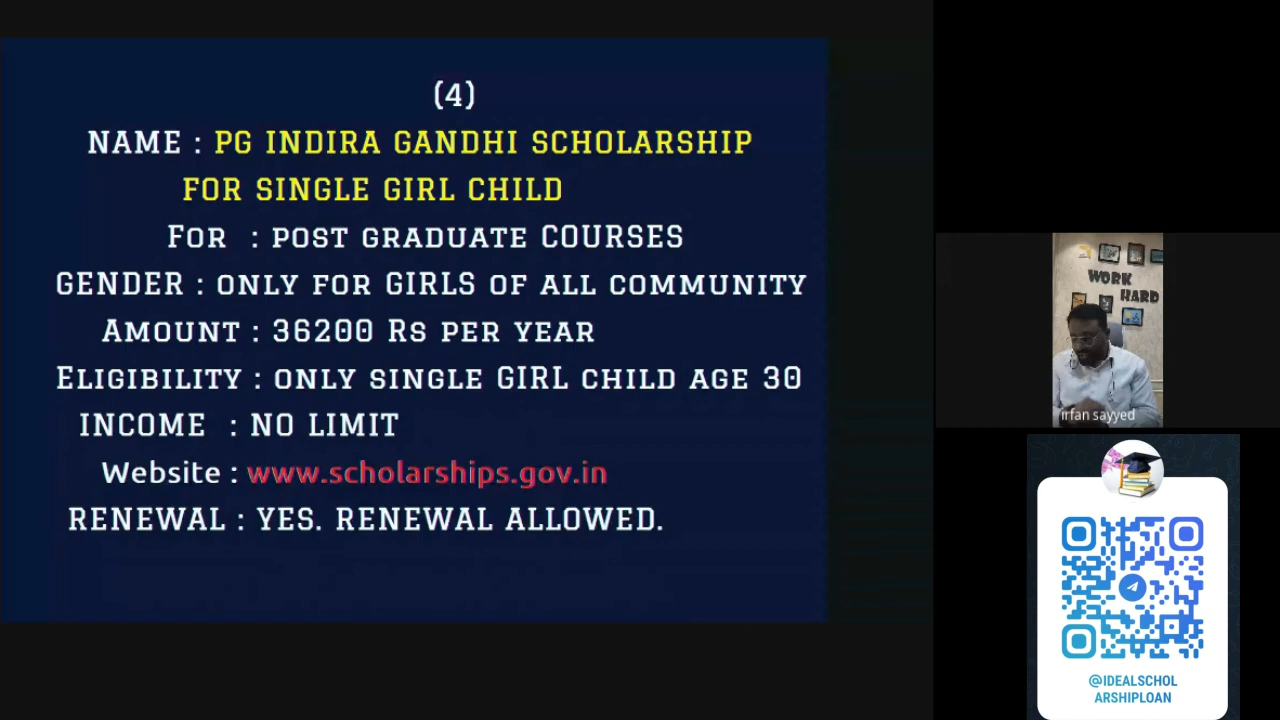 (4)
NAME : PG INDIRA GANDHI SCHOLARSHIP
FOR SINGLE GIRL CHILD
For : post graduate COURSES
GENDER : only for GIRLS of all community
Amount : 36200 Rs per year
Eligibility : only single GIRL child age 30
INCOME : NO LIMIT
Website : www.scholarships.gov.in
RENEWAL : YES. RENEWAL ALLOWED.
WORK
HARD
irfan sayyed
@IDEALSCHOL
ARSHIPLOAN